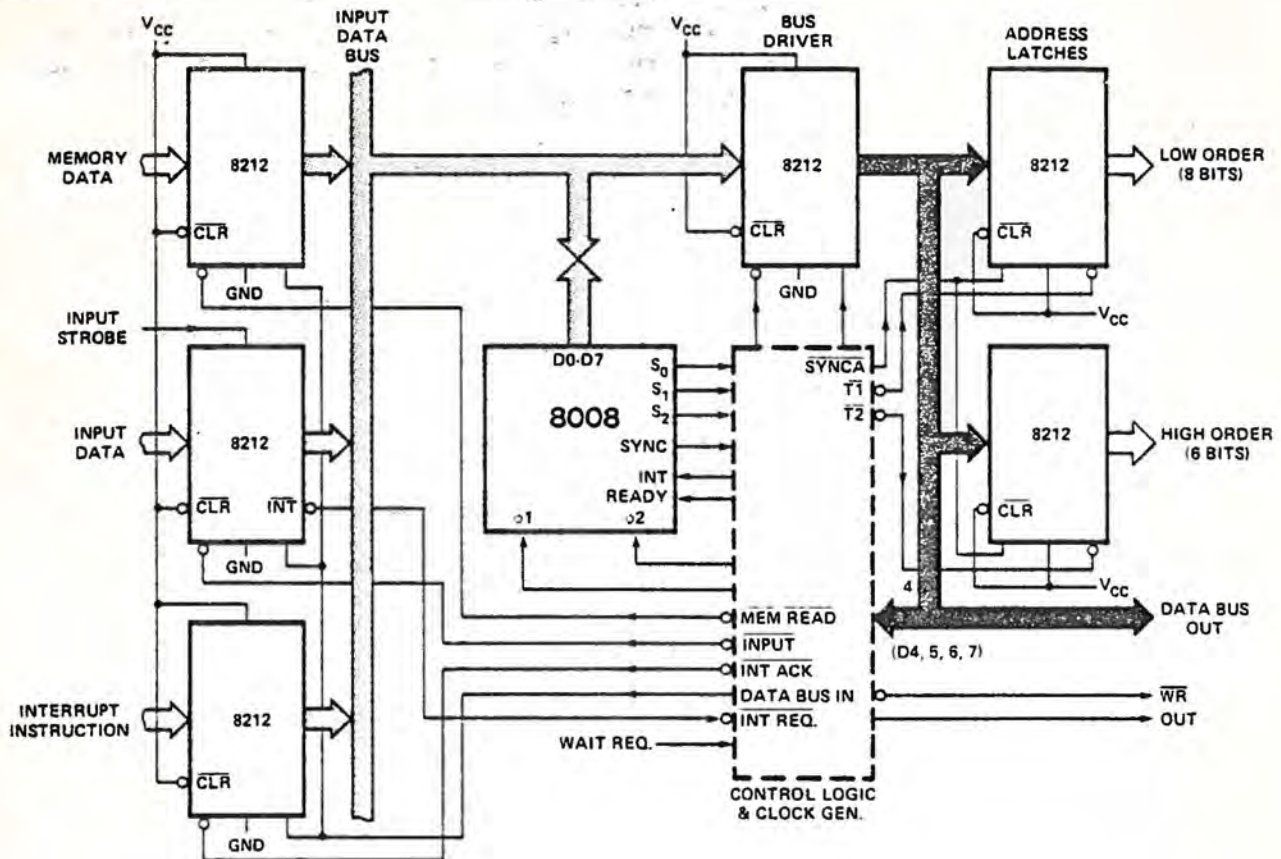 VCC
INPUT
DATA
BUS
VCC
BUS
DRIVER
ADDRESS
LATCHES
MEMORY
DATA
8212
CLR
GND
8212
CLR
GND
8212
CLR
VCC
LOW ORDER
(8 BITS)
INPUT
STROBE
INPUT
DATA
8212
CLR
INT
GND
D0-D7
8008
S0
S1
S2
SYNC
INT
READY
φ1
φ2
SYNCA
T1
T2
8212
CLR
VCC
HIGH ORDER
(6 BITS)
4
(D4, 5, 6, 7)
DATA BUS
OUT
INTERRUPT
INSTRUCTION
8212
CLR
GND
MEM READ
INPUT
INT ACK
DATA BUS IN
INT REQ.
WAIT REQ.
WR
OUT
CONTROL LOGIC
& CLOCK GEN.